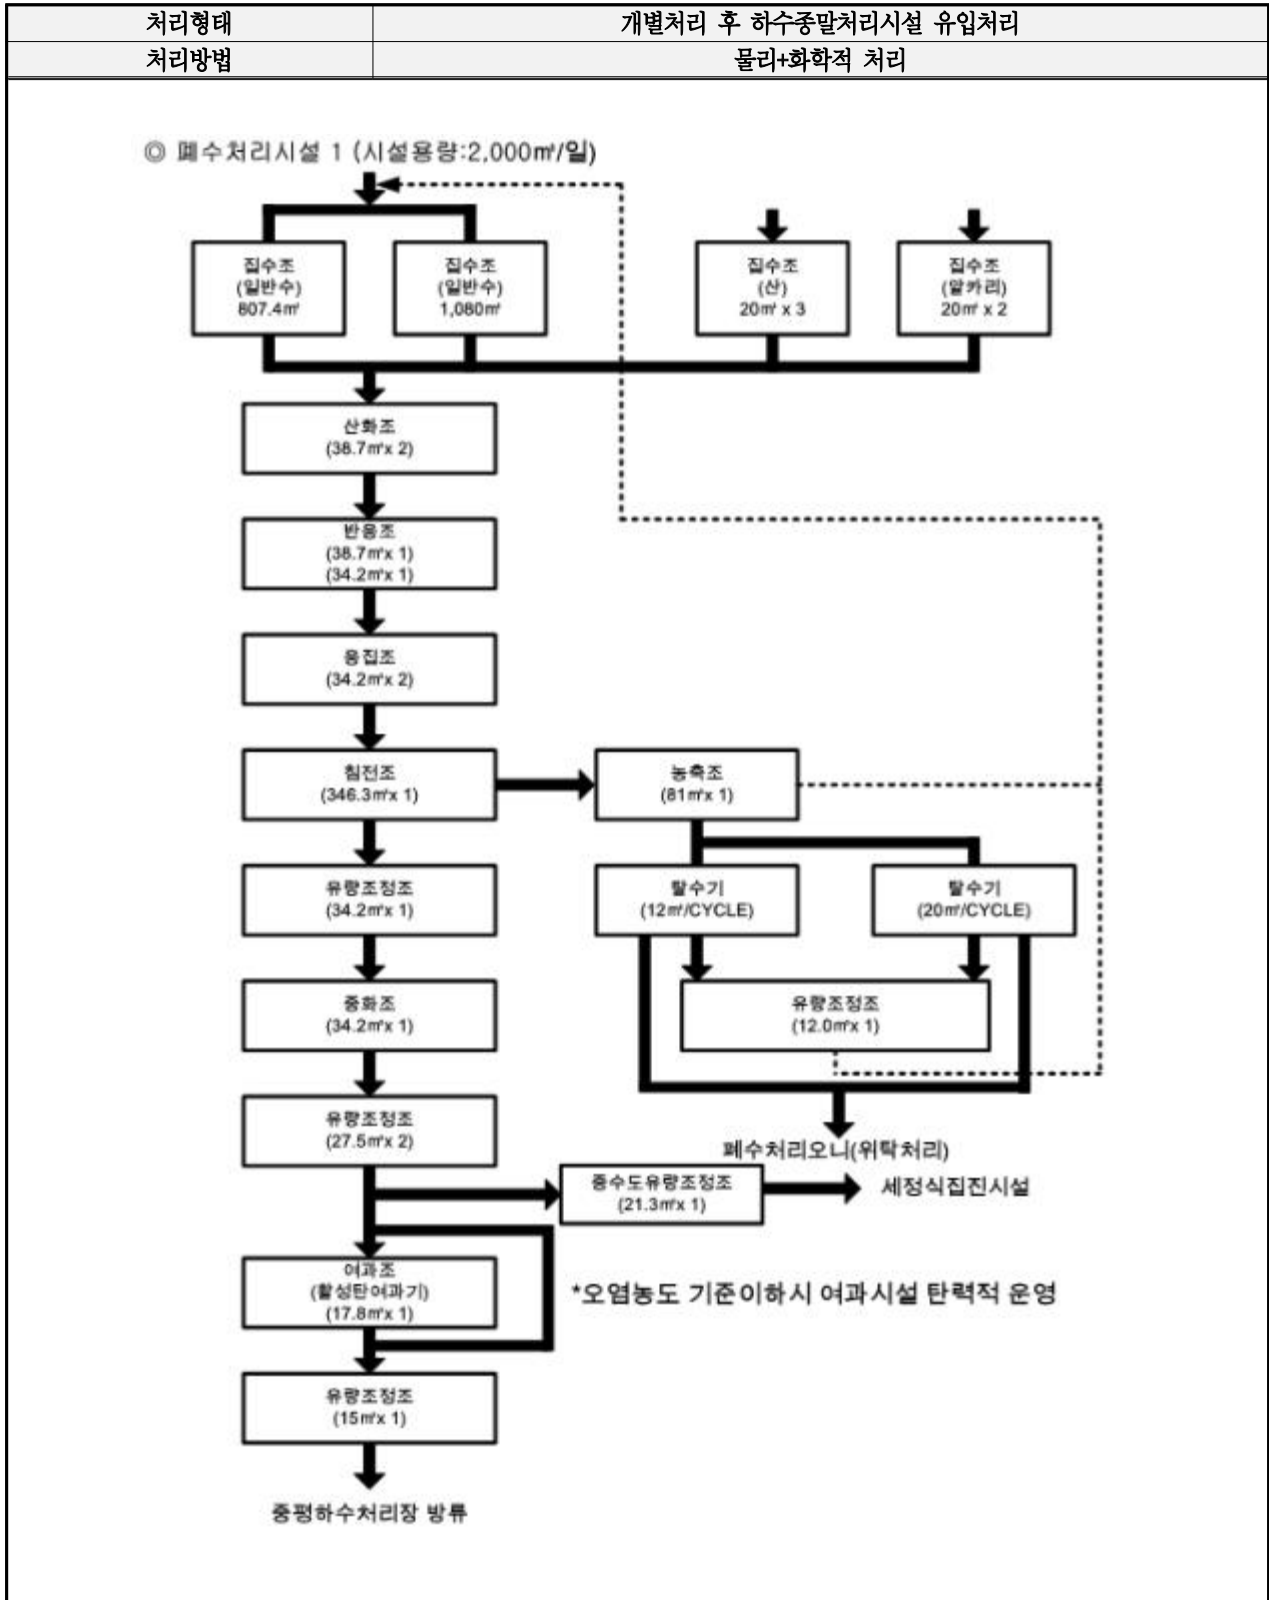 처리형태
개별처리 후 하수종말처리시설 유입처리
처리방법
물리+화학적 처리
◎ 폐수처리시설 1 (시설용량:2,000㎥/일)
집수조
(일반수)
807.4㎥
집수조
(일반수)
1,080㎥
집수조
(산)
20㎥ x 3
집수조
(알카리)
20㎥ x 2
산화조
(38.7㎥x 2)
반응조
(38.7㎥x 1)
(34.2㎥x 1)
응집조
(34.2㎥x 2)
침전조
(346.3㎥x 1)
농축조
(81㎥x 1)
유량조정조
(34.2㎥x 1)
탈수기
(12㎥/CYCLE)
탈수기
(20㎥/CYCLE)
중화조
(34.2㎥x 1)
유량조정조
(12.0㎥x 1)
유량조정조
(27.5㎥x 2)
폐수처리오니(위탁처리)
중수도유량조정조
(21.3㎥x 1)
세정식집진시설
여과조
(활성탄여과기)
(17.8㎥x 1)
*오염농도 기준이하시 여과시설 탄력적 운영
유량조정조
(15㎥x 1)
증평하수처리장 방류